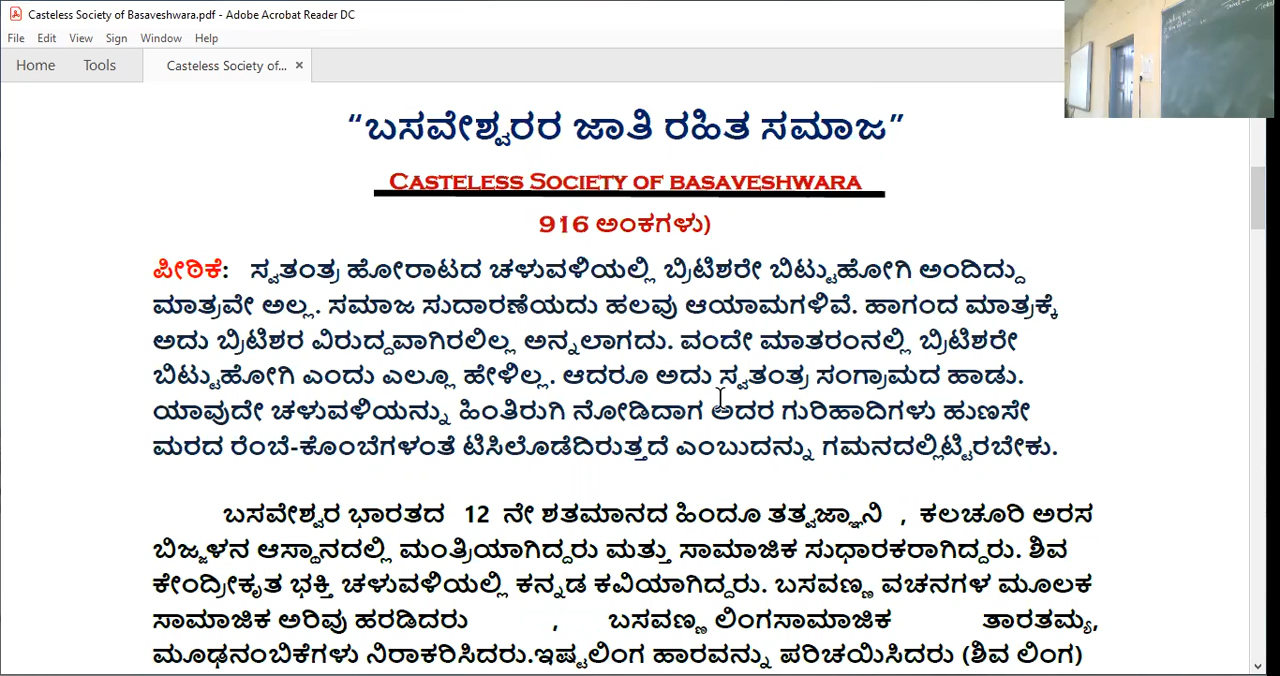 Casteless Society of Basaveshwara.pdf - Adobe Acrobat Reader DC
File Edit View Sign Window Help
Home Tools Casteless Society of... ×
“ಬಸವೇಶ್ವರರ ಜಾತಿ ರಹಿತ ಸಮಾಜ”
CASTELESS SOCIETY OF BASAVESHWARA
916 ಅಂಕಗಳು)
ಪೀಠಿಕೆ: ಸ್ವತಂತ್ರ ಹೋರಾಟದ ಚಳುವಳಿಯಲ್ಲಿ ಬ್ರಿಟಿಶರೇ ಬಿಟ್ಟುಹೋಗಿ ಅಂದಿದ್ದು
ಮಾತ್ರವೇ ಅಲ್ಲ. ಸಮಾಜ ಸುದಾರಣೆಯದು ಹಲವು ಆಯಾಮಗಳಿವೆ. ಹಾಗಂದ ಮಾತ್ರಕ್ಕೆ
ಅದು ಬ್ರಿಟಿಶರ ವಿರುದ್ದವಾಗಿರಲಿಲ್ಲ ಅನ್ನಲಾಗದು. ವಂದೇ ಮಾತರಂನಲ್ಲಿ ಬ್ರಿಟಿಶರೇ
ಬಿಟ್ಟುಹೋಗಿ ಎಂದು ಎಲ್ಲೂ ಹೇಳಿಲ್ಲ. ಆದರೂ ಅದು ಸ್ವತಂತ್ರ ಸಂಗ್ರಾಮದ ಹಾಡು.
ಯಾವುದೇ ಚಳುವಳಿಯನ್ನು ಹಿಂತಿರುಗಿ ನೋಡಿದಾಗ ಅದರ ಗುರಿಹಾದಿಗಳು ಹುಣಸೇ
ಮರದ ರೆಂಬೆ-ಕೊಂಬೆಗಳಂತೆ ಟಿಸಿಲೊಡೆದಿರುತ್ತದೆ ಎಂಬುದನ್ನು ಗಮನದಲ್ಲಿಟ್ಟಿರಬೇಕು.
ಬಸವೇಶ್ವರ ಭಾರತದ 12 ನೇ ಶತಮಾನದ ಹಿಂದೂ ತತ್ವಜ್ಞಾನಿ , ಕಲಚೂರಿ ಅರಸ
ಬಿಜ್ಜಳನ ಆಸ್ಥಾನದಲ್ಲಿ ಮಂತ್ರಿಯಾಗಿದ್ದರು ಮತ್ತು ಸಾಮಾಜಿಕ ಸುಧಾರಕರಾಗಿದ್ದರು. ಶಿವ
ಕೇಂದ್ರೀಕೃತ ಭಕ್ತಿ ಚಳುವಳಿಯಲ್ಲಿ ಕನ್ನಡ ಕವಿಯಾಗಿದ್ದರು. ಬಸವಣ್ಣ ವಚನಗಳ ಮೂಲಕ
ಸಾಮಾಜಿಕ ಅರಿವು ಹರಡಿದರು , ಬಸವಣ್ಣ ಲಿಂಗಸಾಮಾಜಿಕ ತಾರತಮ್ಯ,
ಮೂಢನಂಬಿಕೆಗಳು ನಿರಾಕರಿಸಿದರು.ಇಷ್ಟಲಿಂಗ ಹಾರವನ್ನು ಪರಿಚಯಿಸಿದರು (ಶಿವ ಲಿಂಗ)